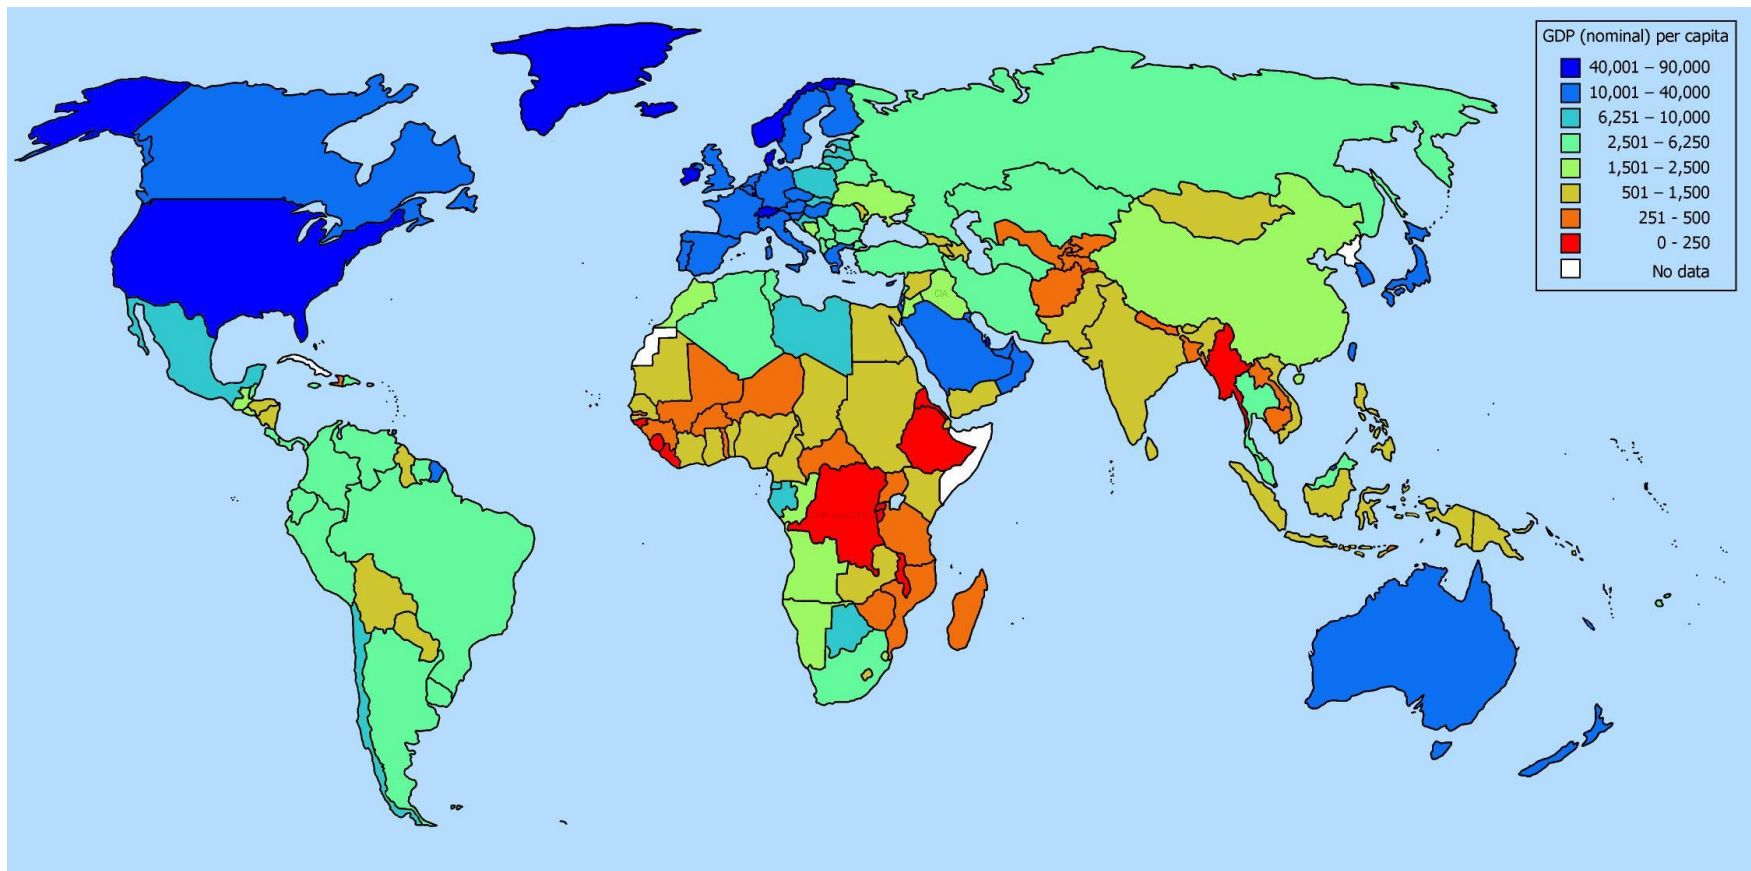 GDP (nominal) per capita
40,001 – 90,000
10,001 – 40,000
6,251 – 10,000
2,501 – 6,250
1,501 – 2,500
501 – 1,500
251 - 500
0 - 250
No data
CIA